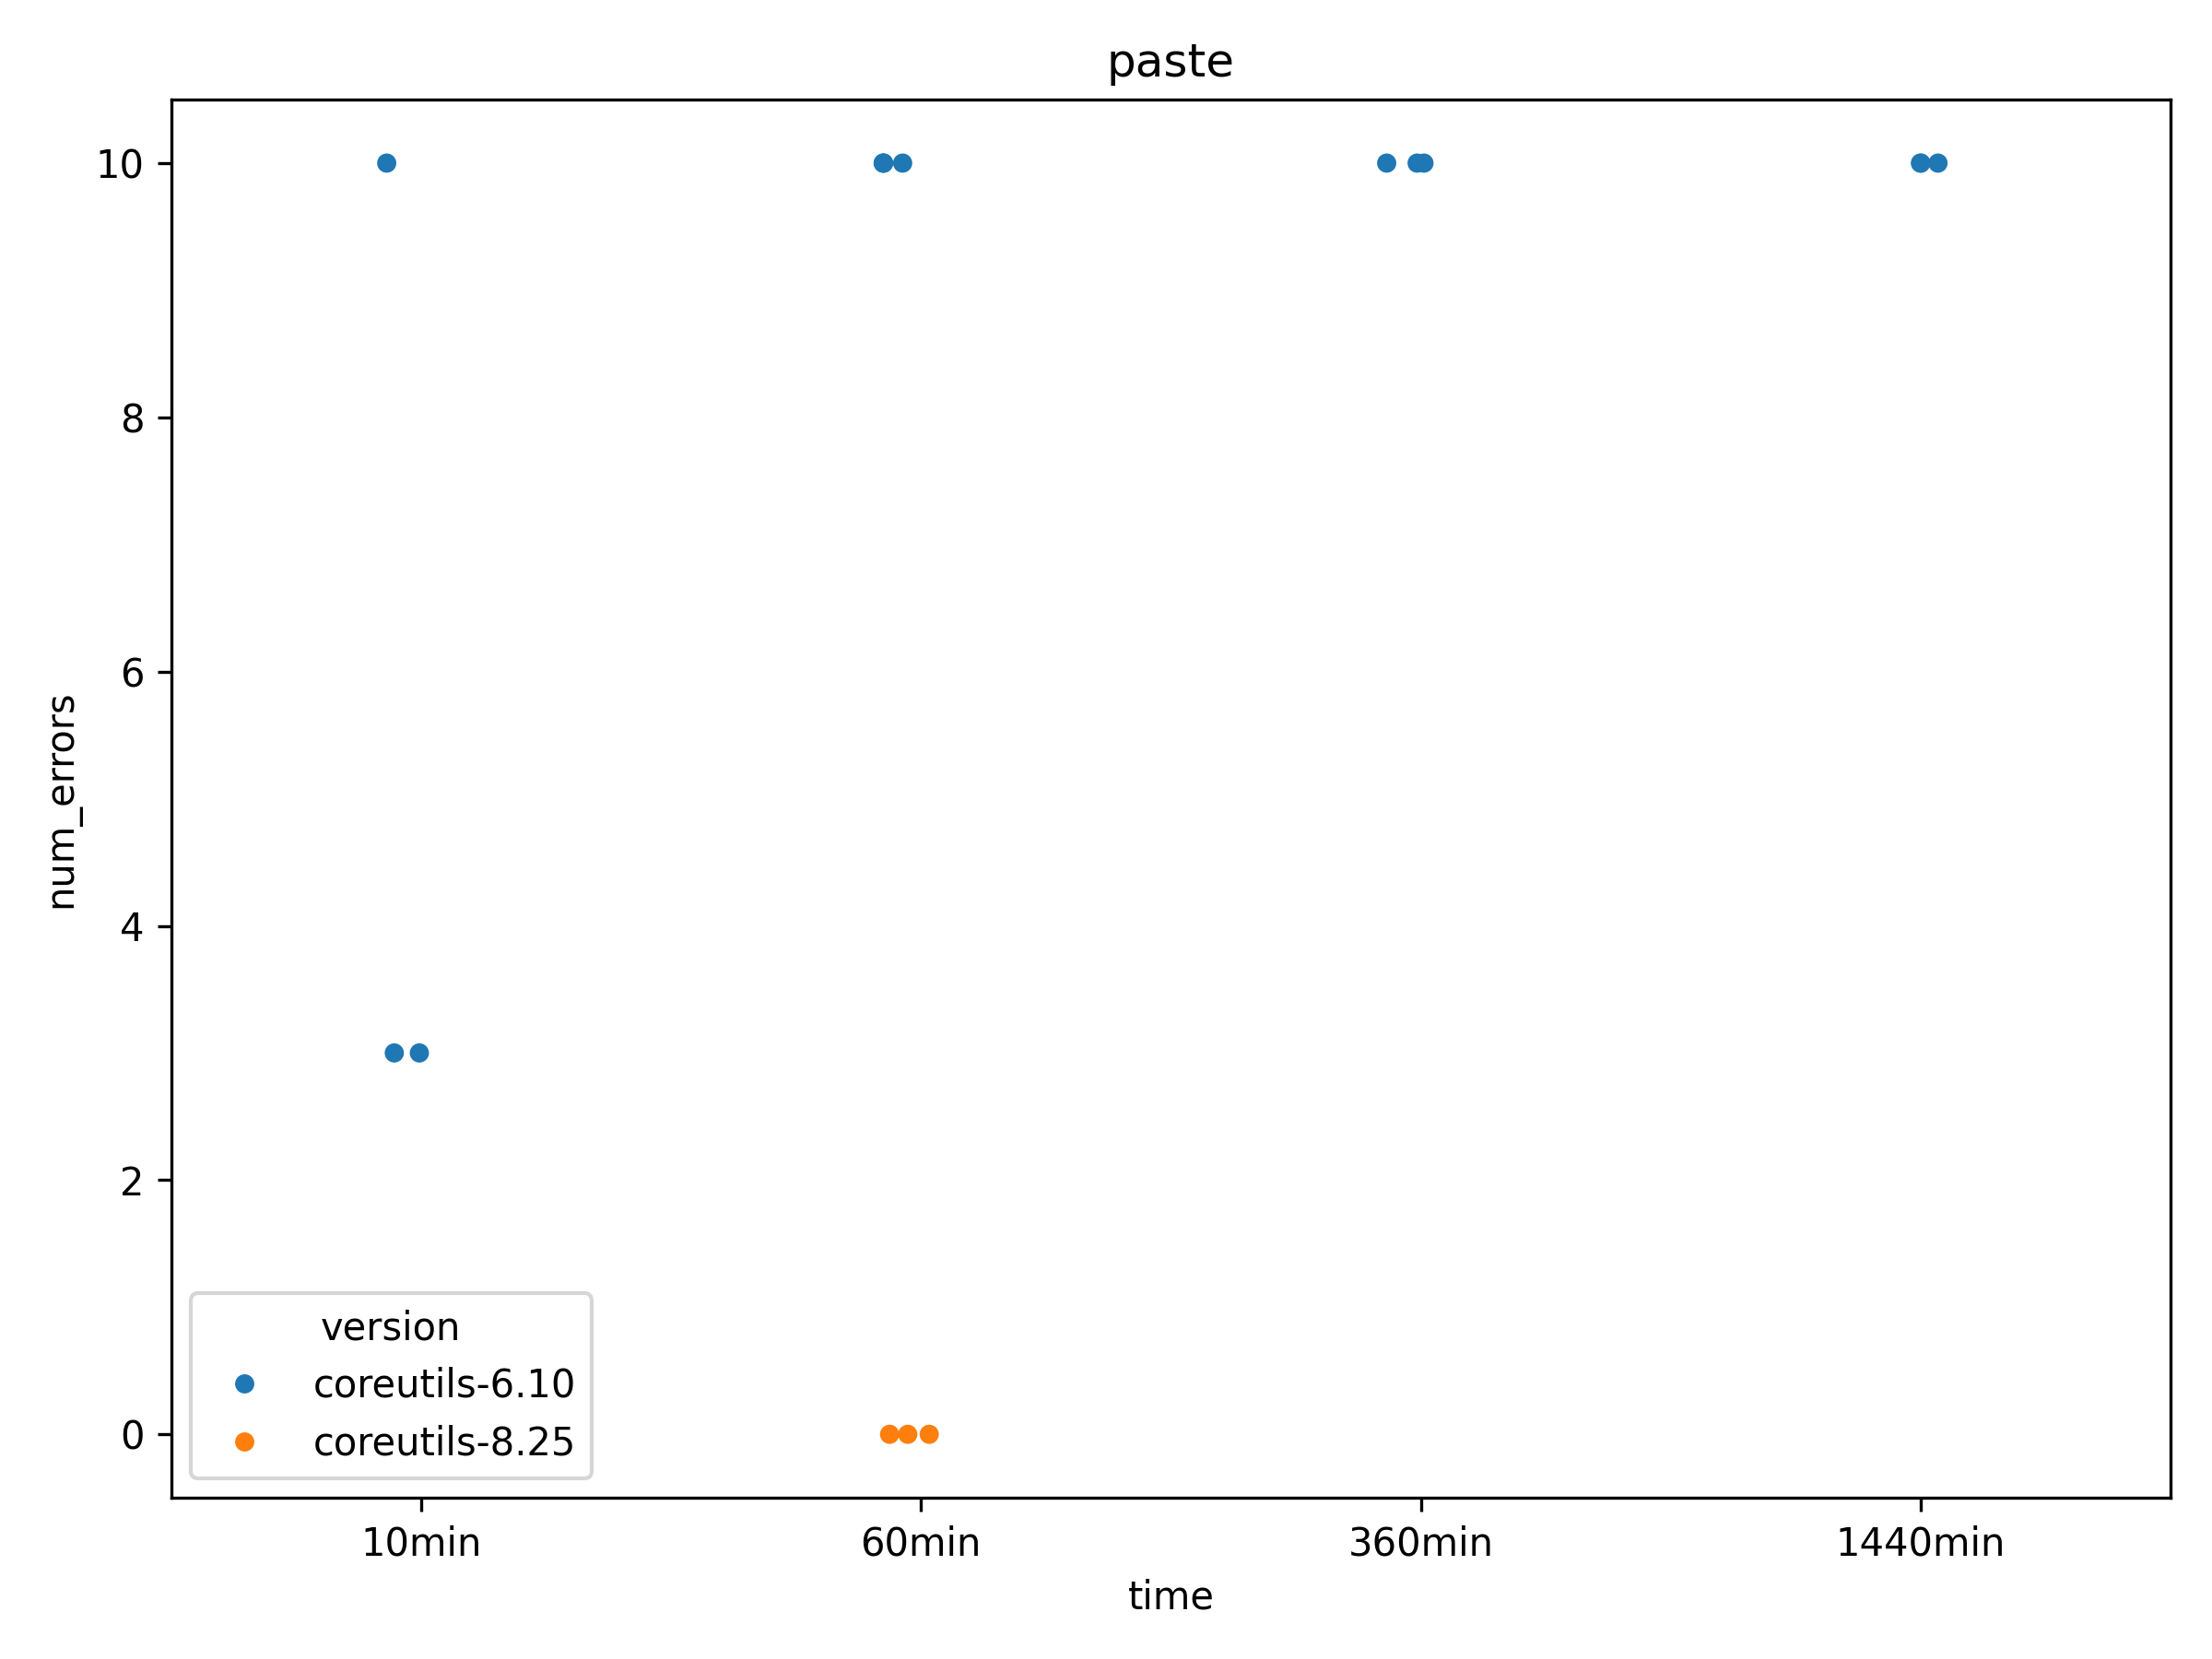 paste
10
8
6
4
2
0
num_errors
version
coreutils-6.10
coreutils-8.25
10min
60min
360min
1440min
time